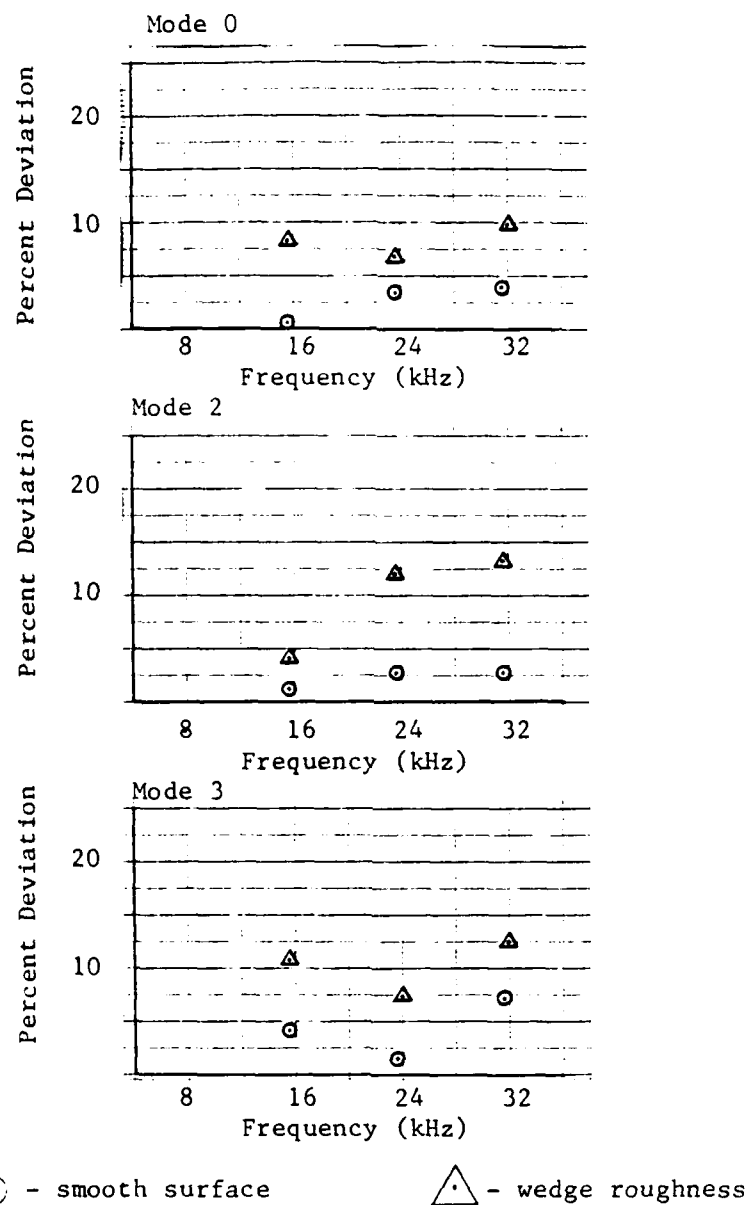 Mode 0
Percent Deviation
20
10
8 16 24 32
Frequency (kHz)
Mode 2
Percent Deviation
20
10
8 16 24 32
Frequency (kHz)
Mode 3
Percent Deviation
20
10
8 16 24 32
Frequency (kHz)
- smooth surface
- wedge roughness